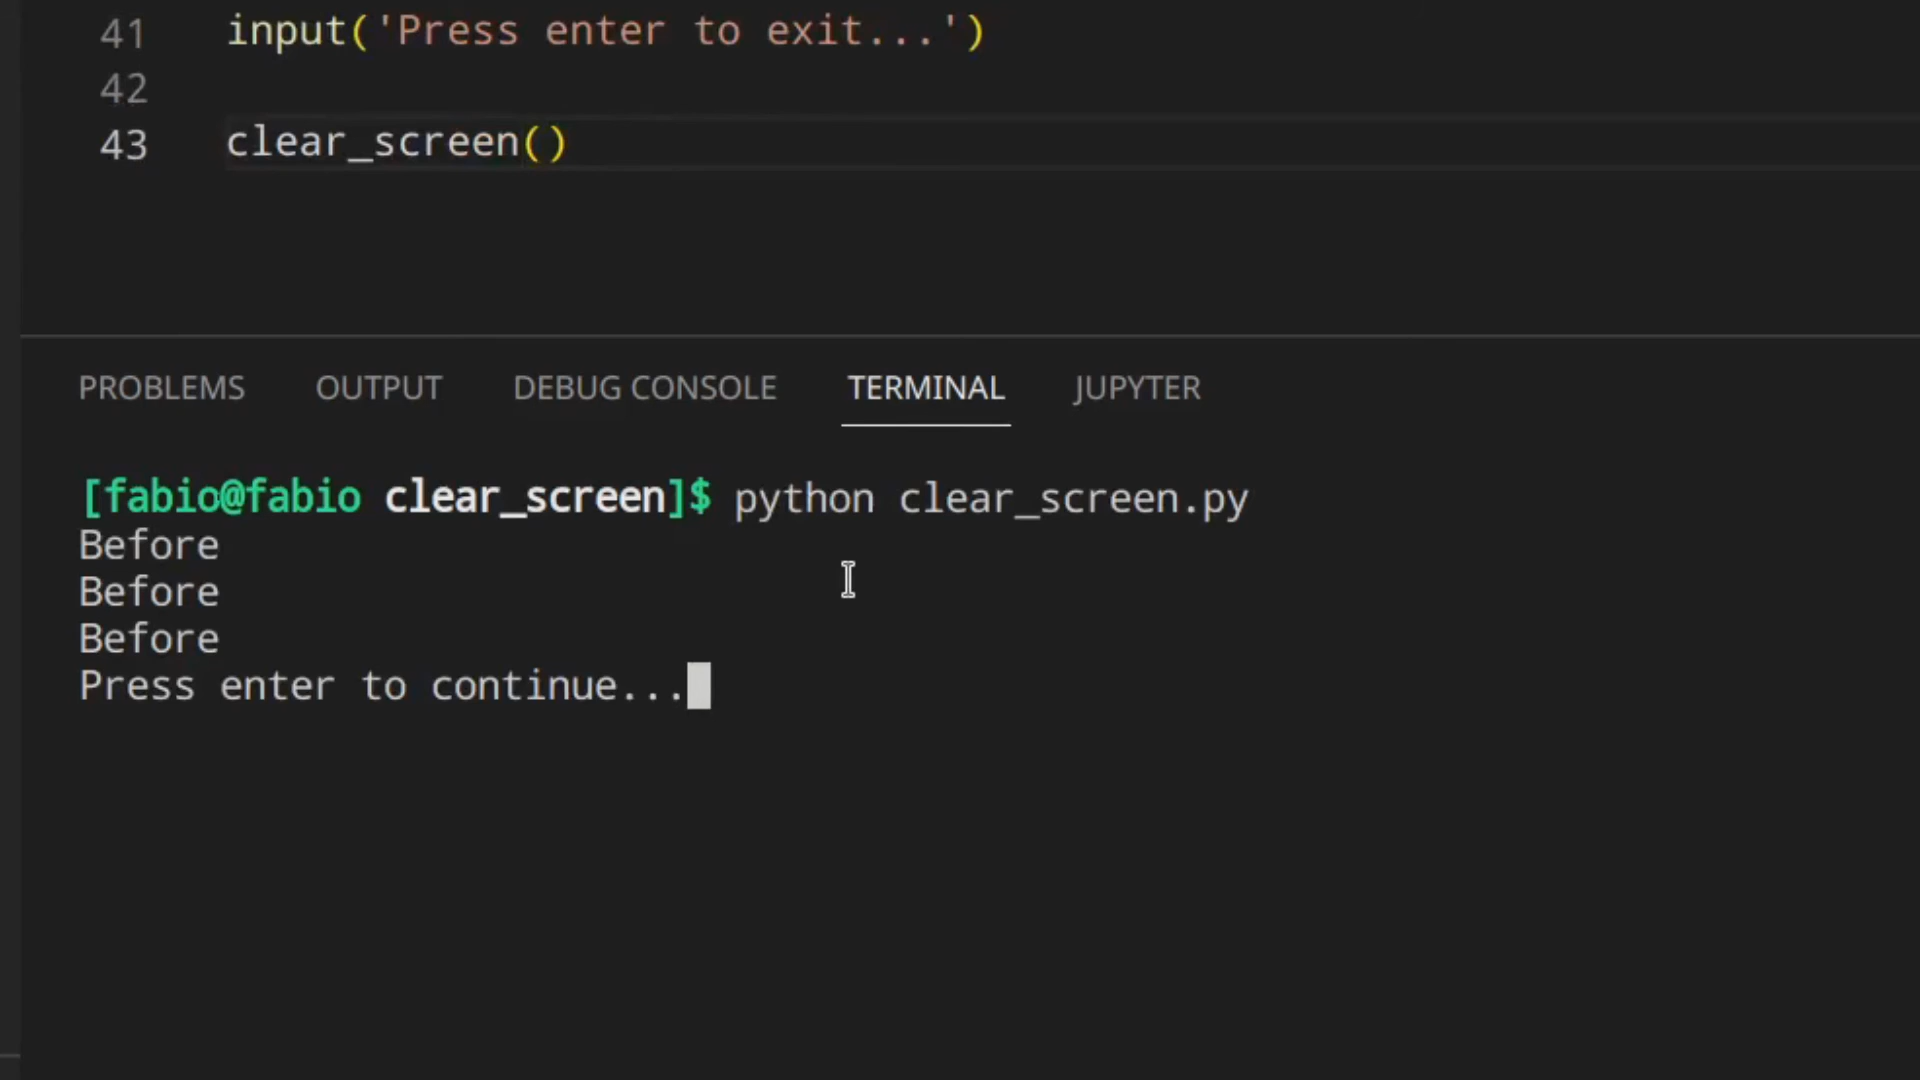 41 input('Press enter to exit...')
42
43 clear_screen()
PROBLEMS OUTPUT DEBUG CONSOLE TERMINAL JUPYTER
[fabio@fabio clear_screen]$ python clear_screen.py
Before
Before
Before
Press enter to continue...